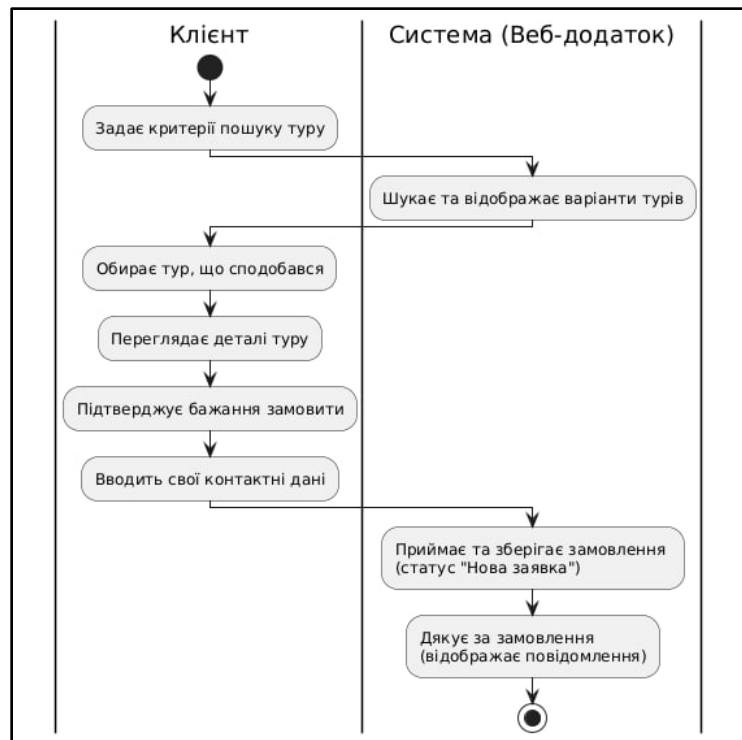 Клієнт
Система (Веб-додаток)
Задає критерії пошуку туру
Шукає та відображає варіанти турів
Обирає тур, що сподобався
Переглядає деталі туру
Підтверджує бажання замовити
Вводить свої контактні дані
Приймає та зберігає замовлення
(статус "Нова заявка")
Дякує за замовлення
(відображає повідомлення)